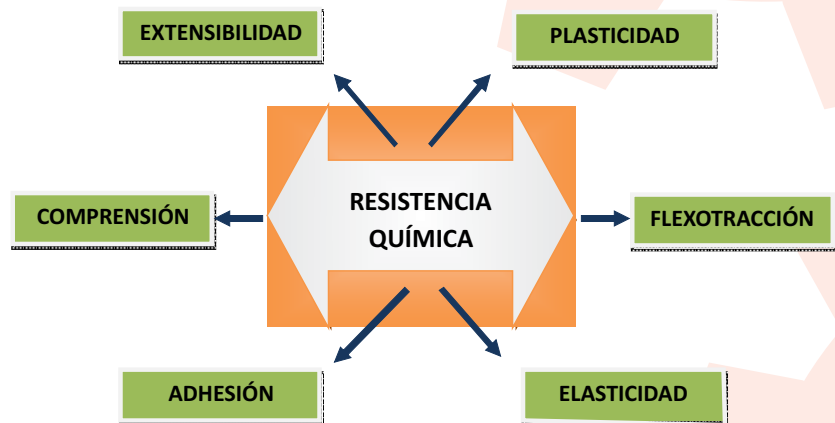 EXTENSIBILIDAD
PLASTICIDAD
COMPRENSIÓN
RESISTENCIA
QUÍMICA
FLEXOTRACCIÓN
ADHESIÓN
ELASTICIDAD